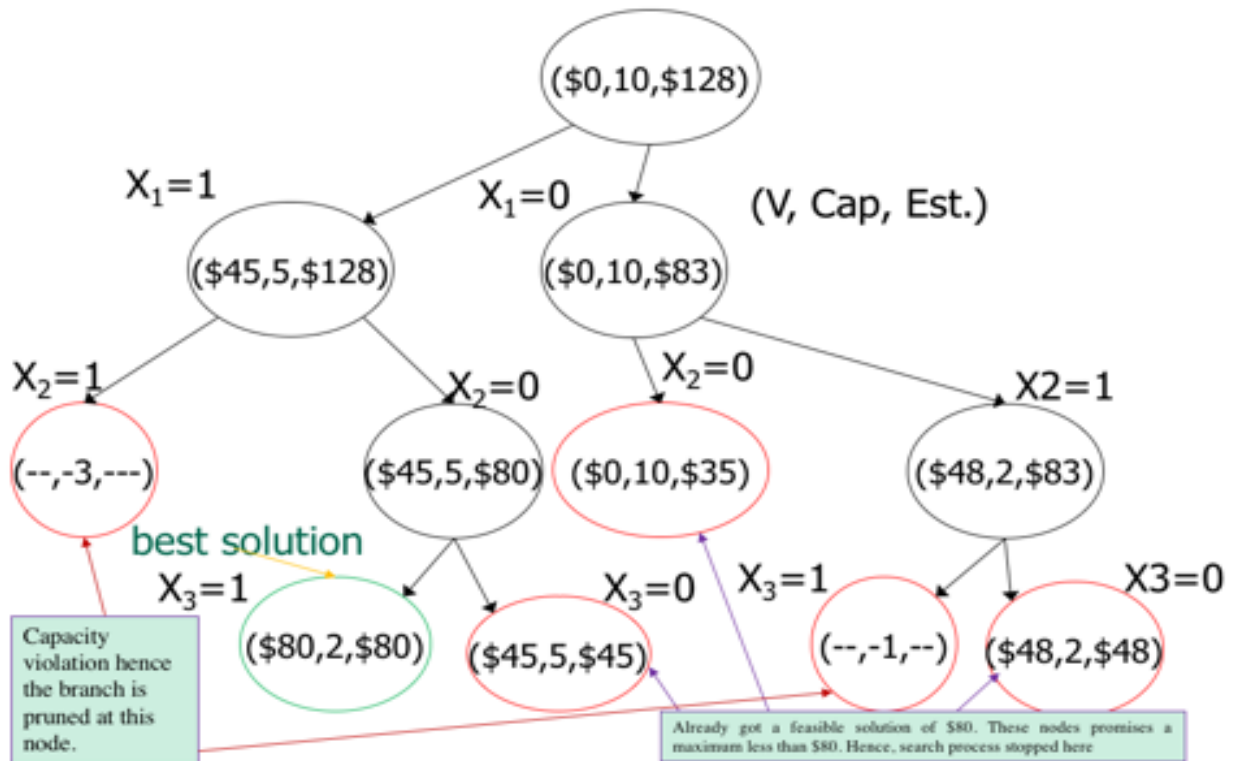 ($0,10,$128)
X₁=1
X₁=0
(V, Cap, Est.)
($45,5,$128)
($0,10,$83)
X₂=1
X₂=0
X₂=0
X2=1
(--,-3,---)
($45,5,$80)
($0,10,$35)
($48,2,$83)
best solution
X₃=1
X₃=0
X₃=1
X3=0
($80,2,$80)
($45,5,$45)
(--,-1,--)
($48,2,$48)
Capacity
violation hence
the branch is
pruned at this
node.
Already got a feasible solution of $80. These nodes promises a
maximum less than $80. Hence, search process stopped here